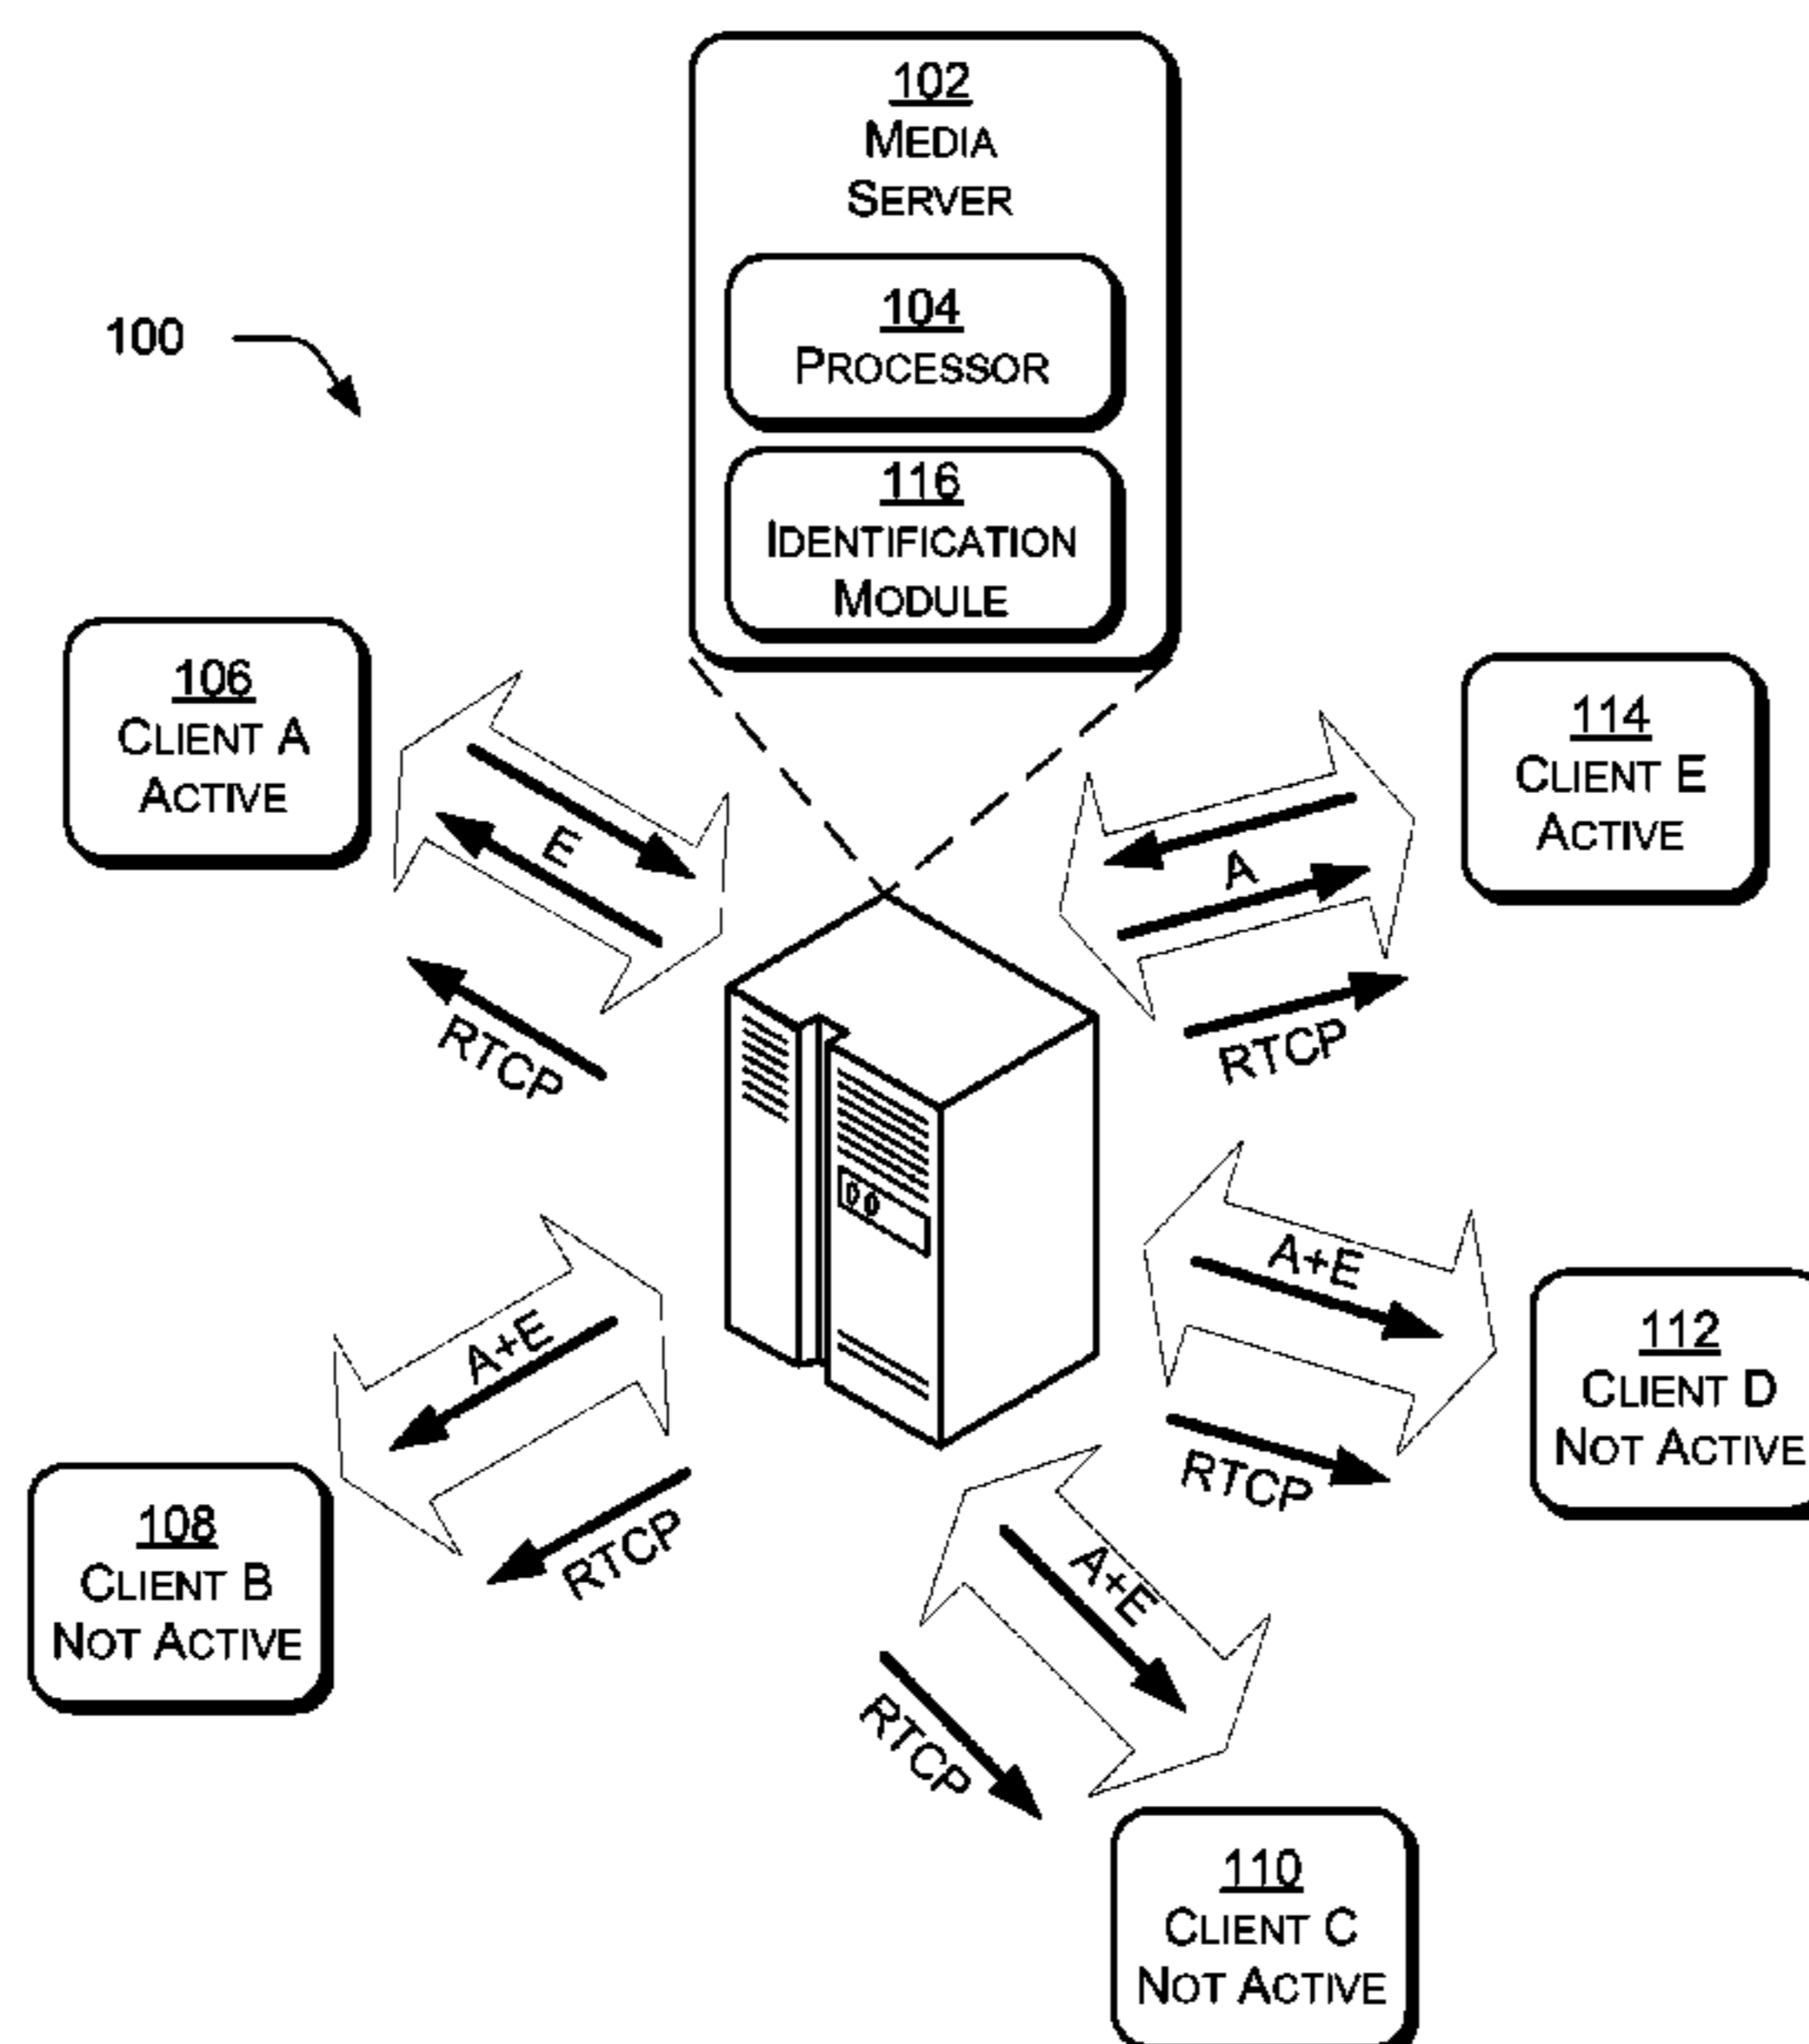 102
MEDIA
SERVER
104
PROCESSOR
116
IDENTIFICATION
MODULE
100
106
CLIENT A
ACTIVE
114
CLIENT E
ACTIVE
E
A
RTCP
RTCP
A+E
A+E
112
CLIENT D
NOT ACTIVE
RTCP
108
CLIENT B
NOT ACTIVE
RTCP
A+E
RTCP
110
CLIENT C
NOT ACTIVE